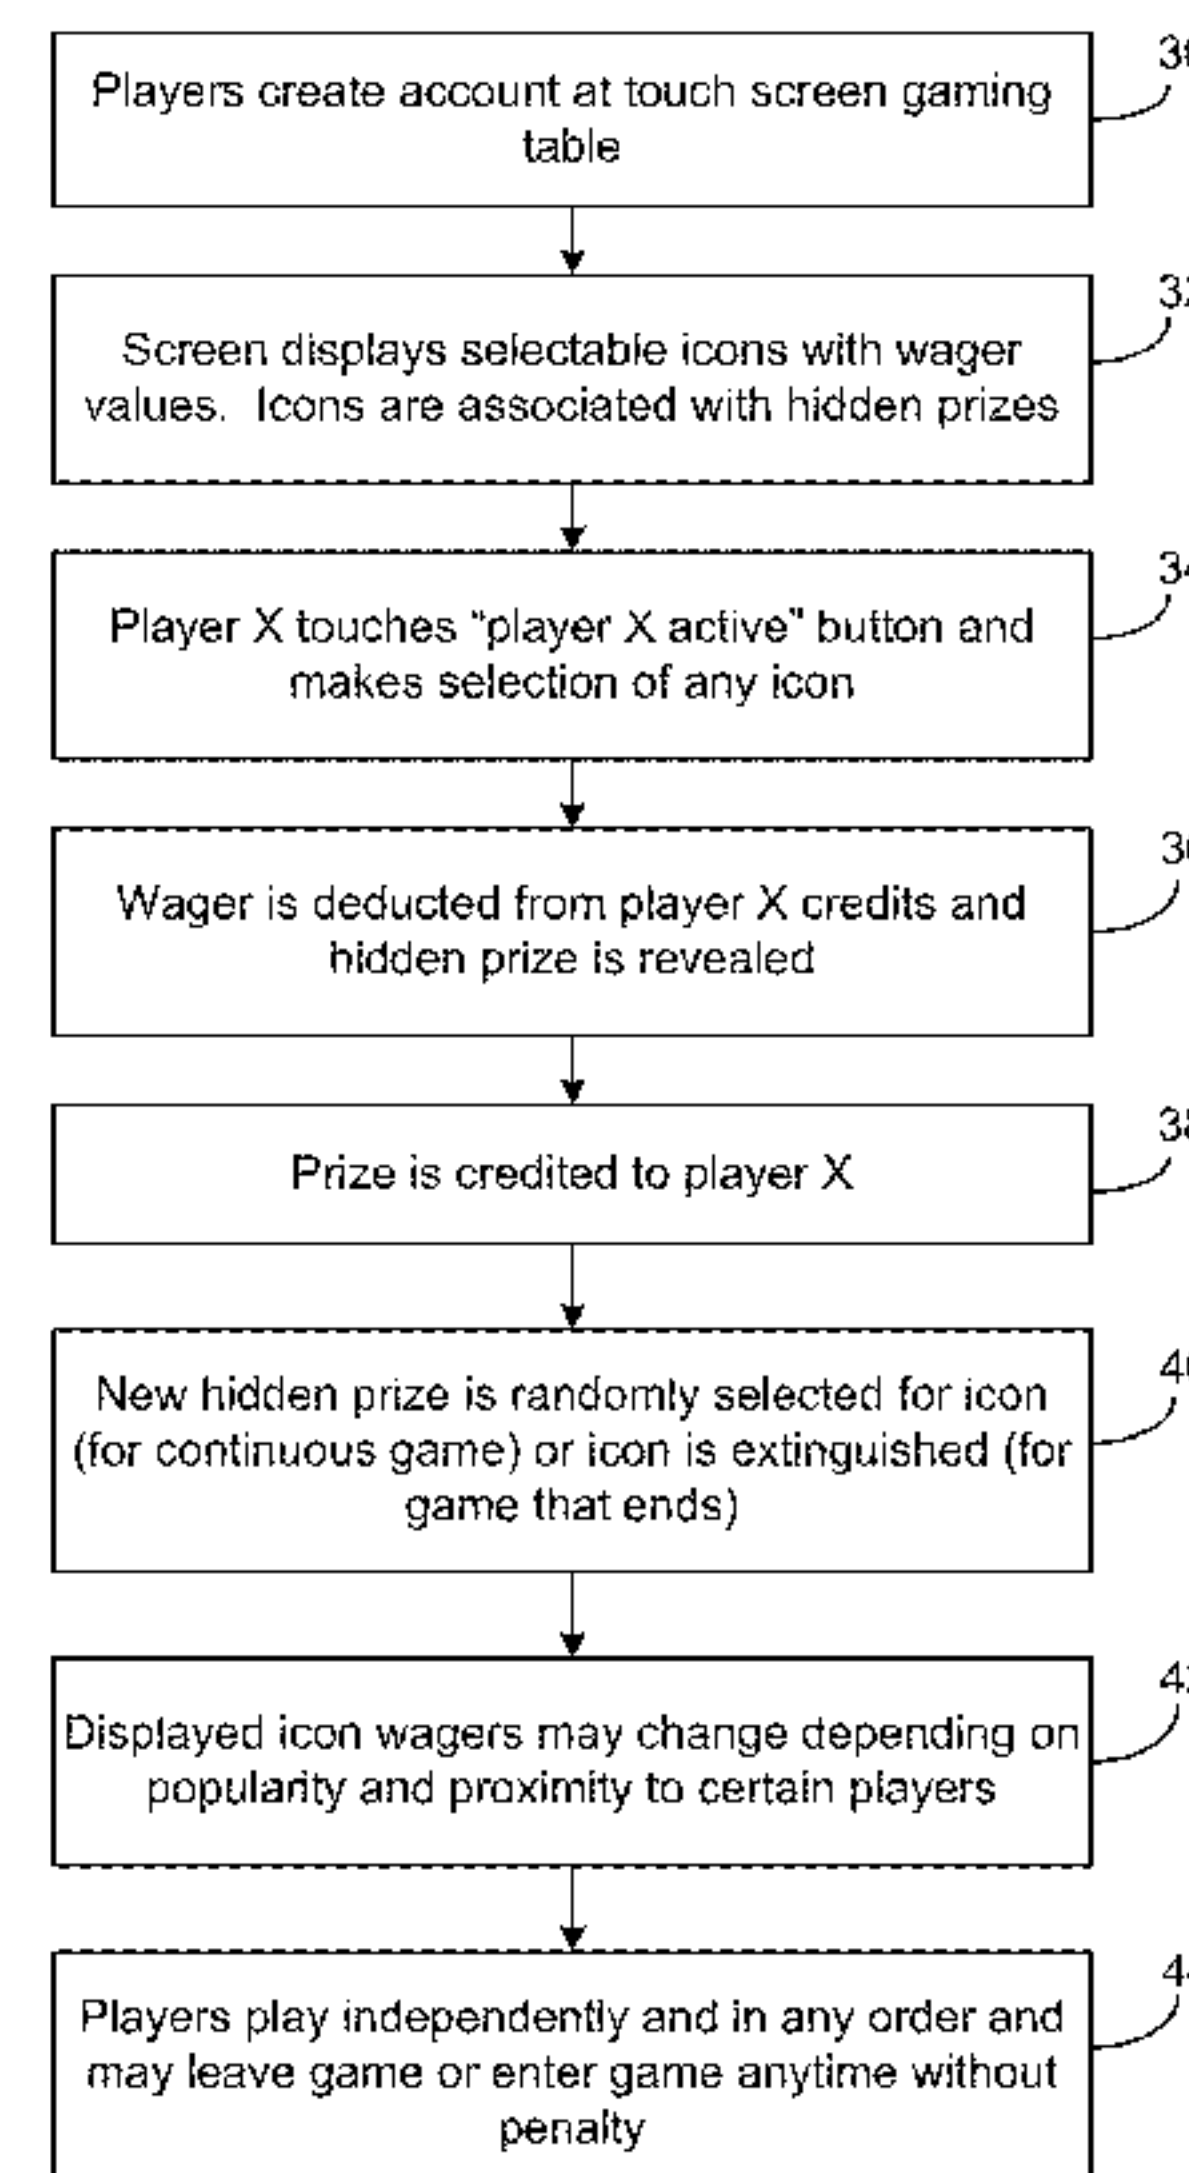 Players create account at touch screen gaming
table
Screen displays selectable icons with wager
values. Icons are associated with hidden prizes
Player X touches “player X active” button and
makes selection of any icon
Wager is deducted from player X credits and
hidden prize is revealed
Prize is credited to player X
New hidden prize is randomly selected for icon
(for continuous game) or icon is extinguished (for
game that ends)
Displayed icon wagers may change depending on
popularity and proximity to certain players
Players play independently and in any order and
may leave game or enter game anytime without
penalty